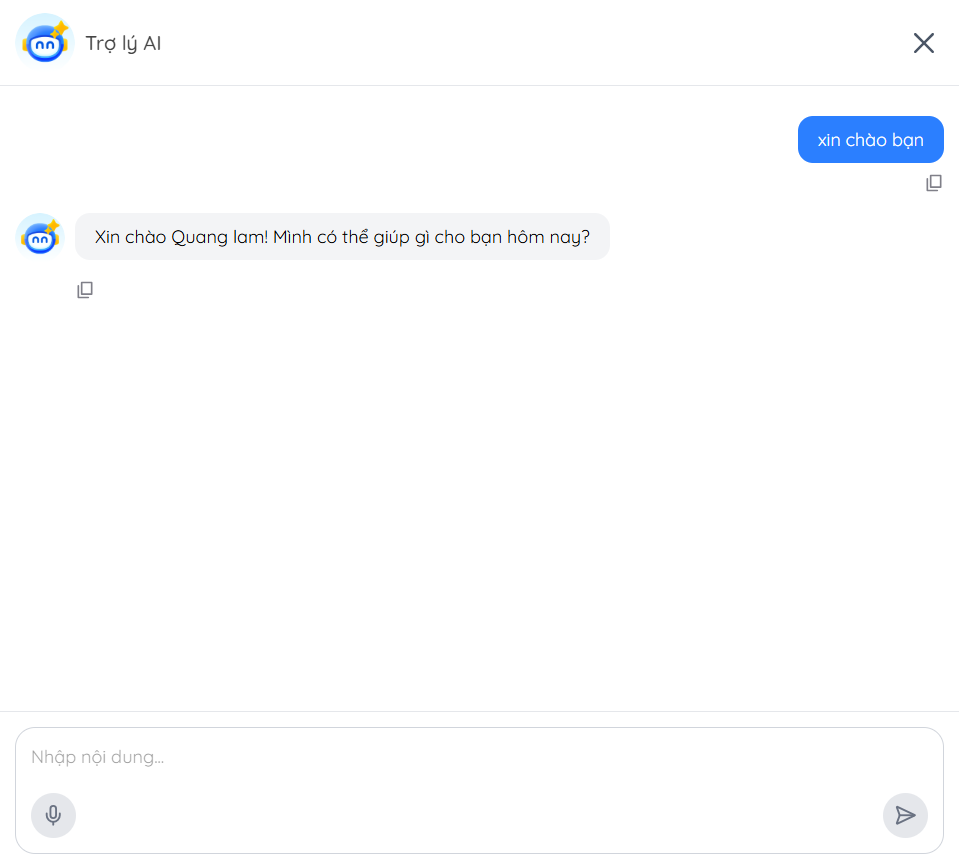 Trợ lý AI
xin chào bạn
Xin chào Quang lam! Mình có thể giúp gì cho bạn hôm nay?
Nhập nội dung...